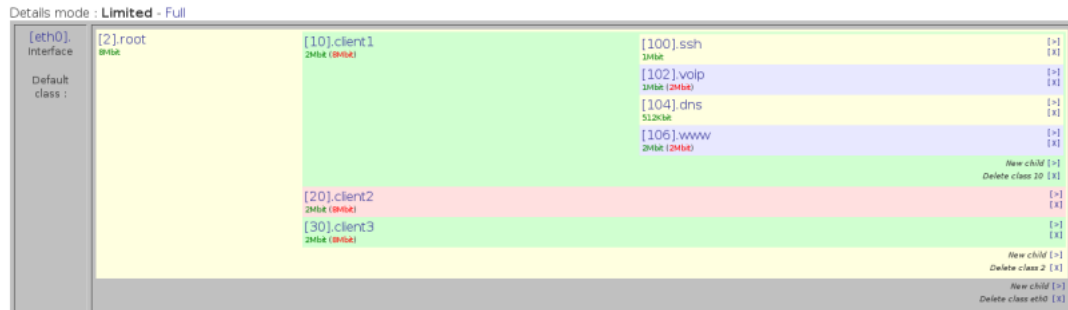 Details mode : Limited - Full
[eth0].
Interface
Default
class :
[2].root
8Mbit
[10].client1
2Mbit (8Mbit)
[100].ssh
1Mbit
[>]
[X]
[102].voip
1Mbit (2Mbit)
[>]
[X]
[104].dns
512Kbit
[>]
[X]
[106].www
2Mbit (2Mbit)
[>]
[X]
New child [>]
Delete class 10 [X]
[20].client2
2Mbit (8Mbit)
[>]
[X]
[30].client3
2Mbit (8Mbit)
[>]
[X]
New child [>]
Delete class 2 [X]
New child [>]
Delete class eth0 [X]